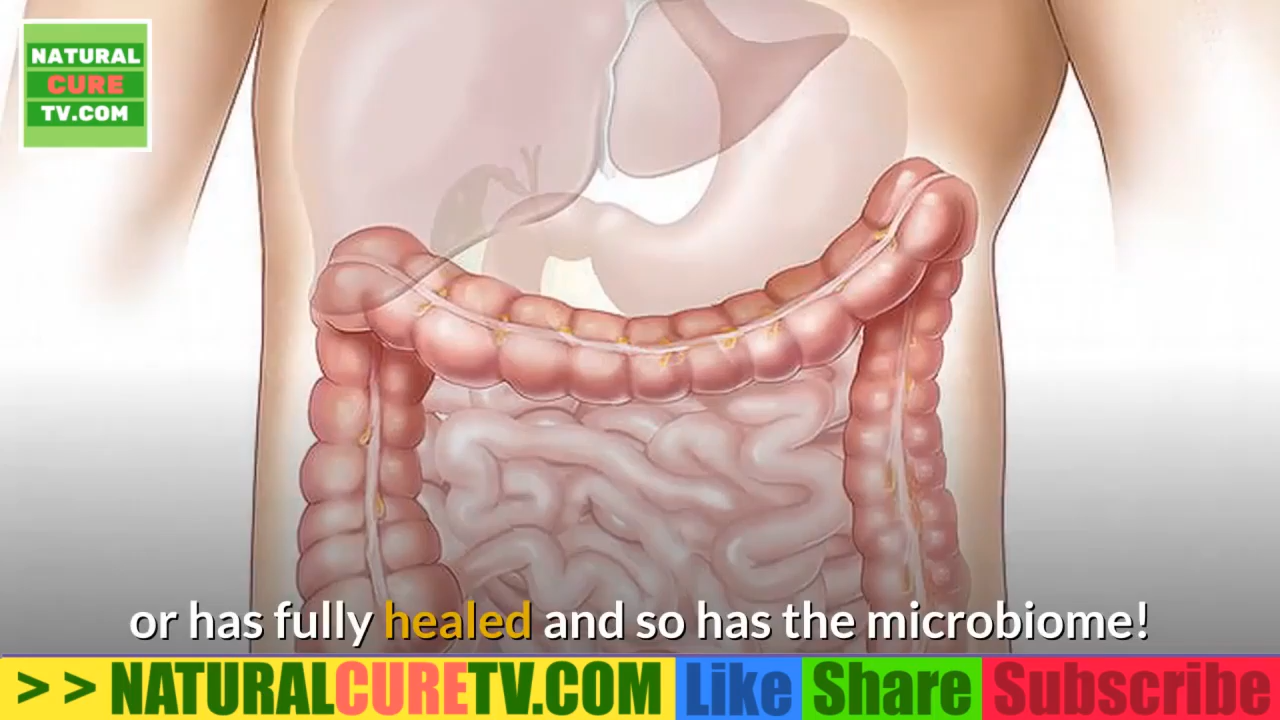 NATURAL
CURE
TV.COM
or has fully healed and so has the microbiome!
> > NATURALCURETV.COM Like Share Subscribe